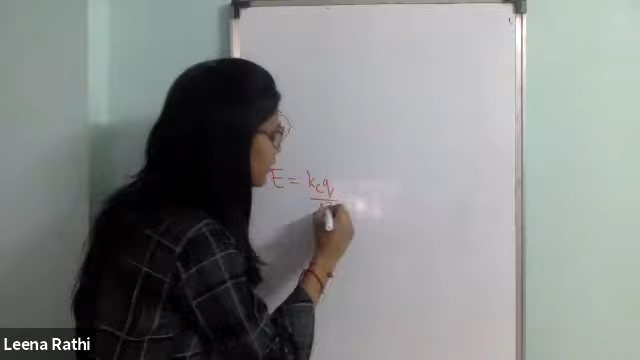 E = kcq
Leena Rathi